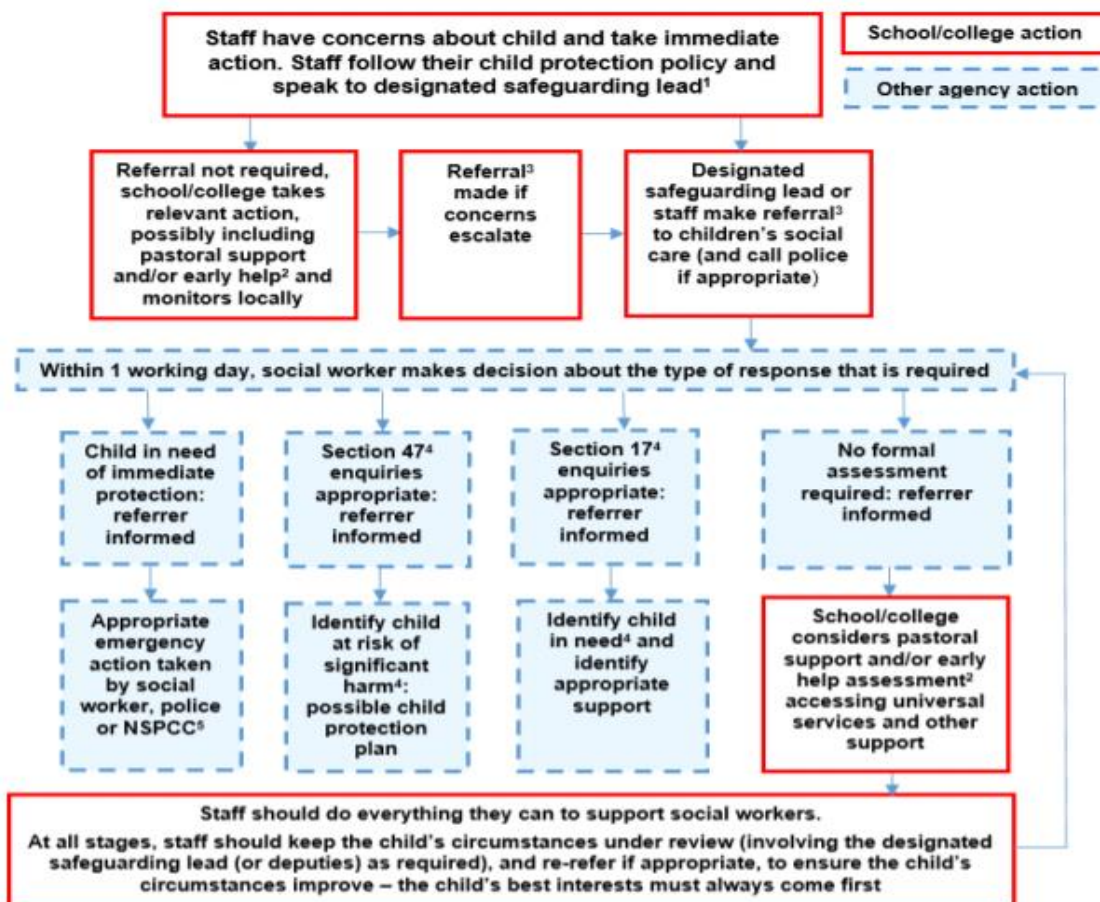 Staff have concerns about child and take immediate
action. Staff follow their child protection policy and
speak to designated safeguarding lead¹
School/college action
Other agency action
Referral not required,
school/college takes
relevant action,
possibly including
pastoral support
and/or early help² and
monitors locally
Referral³
made if
concerns
escalate
Designated
safeguarding lead or
staff make referral³
to children's social
care (and call police
if appropriate)
Within 1 working day, social worker makes decision about the type of response that is required
Child in need
of immediate
protection:
referrer
informed
Section 47⁴
enquiries
appropriate:
referrer
informed
Section 17⁴
enquiries
appropriate:
referrer
informed
No formal
assessment
required: referrer
informed
Appropriate
emergency
action taken
by social
worker, police
or NSPCC⁵
Identify child
at risk of
significant
harm⁴:
possible child
protection
plan
Identify child
in need⁴ and
identify
appropriate
support
School/college
considers pastoral
support and/or early
help assessment²
accessing universal
services and other
support
Staff should do everything they can to support social workers.
At all stages, staff should keep the child's circumstances under review (involving the designated
safeguarding lead (or deputies) as required), and re-refer if appropriate, to ensure the child's
circumstances improve – the child's best interests must always come first